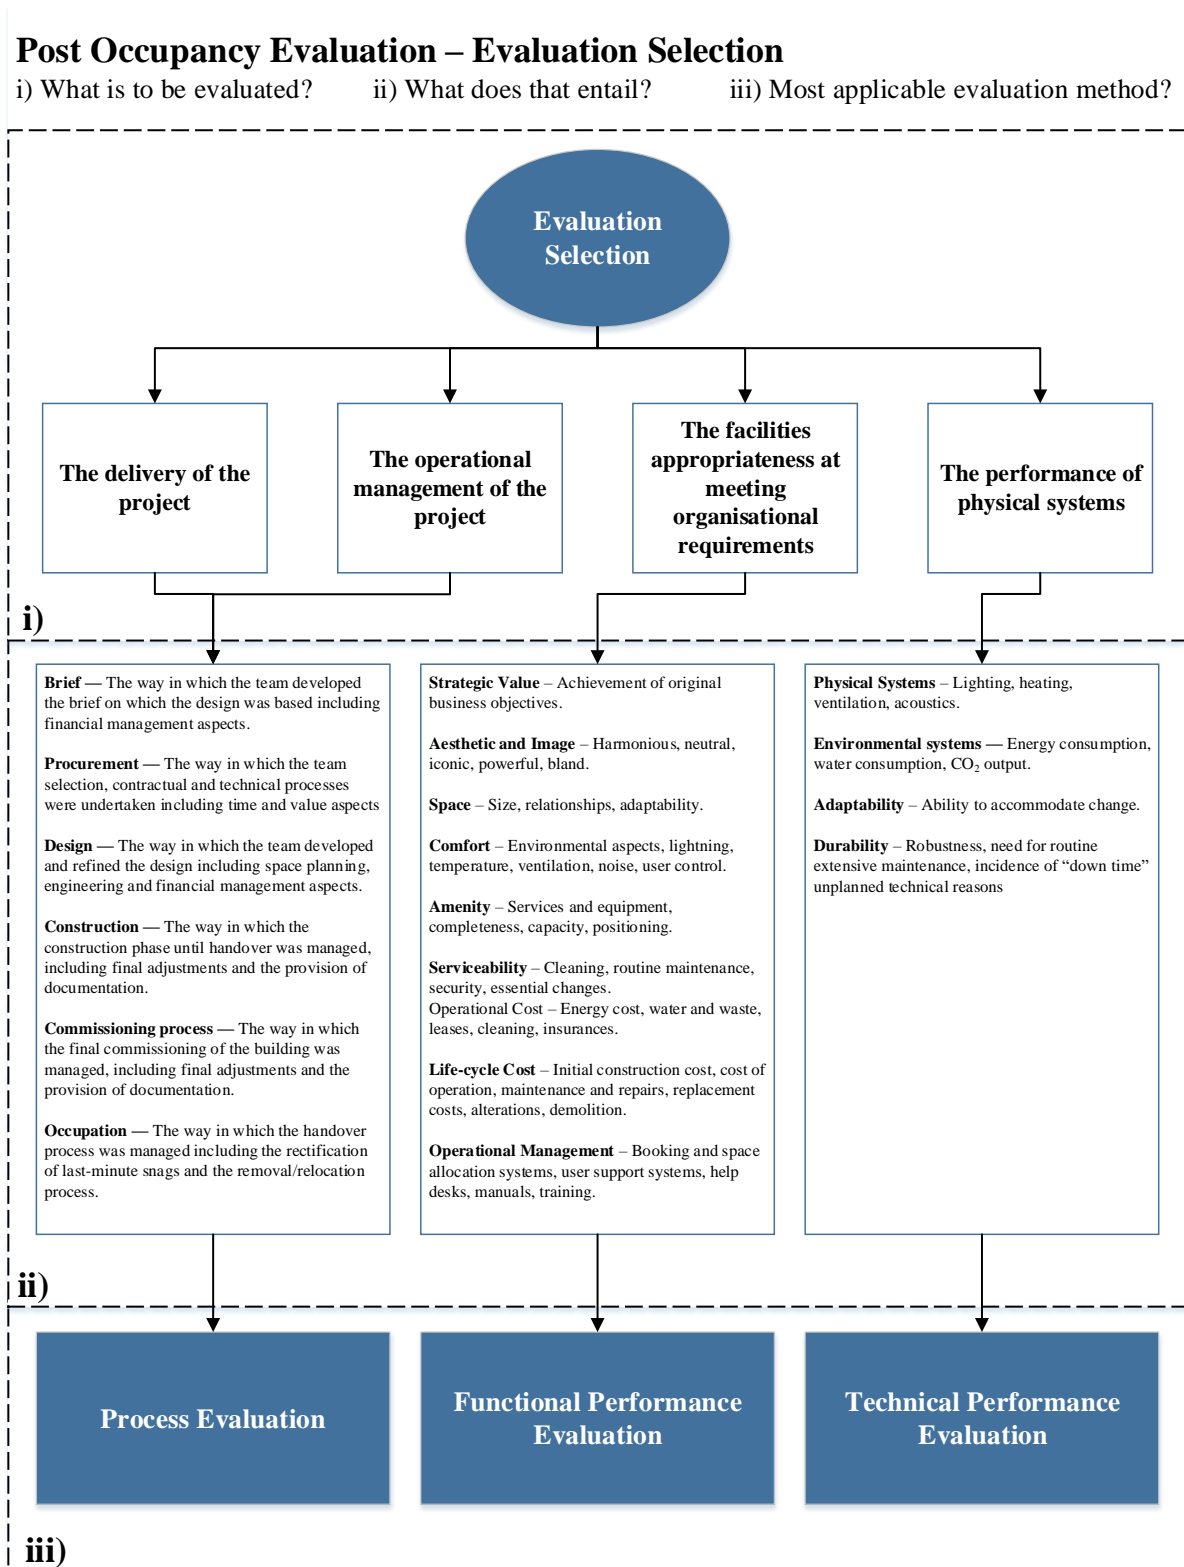 Post Occupancy Evaluation – Evaluation Selection
i) What is to be evaluated? ii) What does that entail? iii) Most applicable evaluation method?
Evaluation
Selection
The delivery of the
project
The operational
management of the
project
The facilities
appropriateness at
meeting
organisational
requirements
The performance of
physical systems
i)
Brief — The way in which the team developed
the brief on which the design was based including
financial management aspects.
Procurement — The way in which the team
selection, contractual and technical processes
were undertaken including time and value aspects
Design — The way in which the team developed
and refined the design including space planning,
engineering and financial management aspects.
Construction — The way in which the
construction phase until handover was managed,
including final adjustments and the provision of
documentation.
Commissioning process — The way in which
the final commissioning of the building was
managed, including final adjustments and the
provision of documentation.
Occupation — The way in which the handover
process was managed including the rectification
of last-minute snags and the removal/relocation
process.
Strategic Value – Achievement of original
business objectives.
Aesthetic and Image – Harmonious, neutral,
iconic, powerful, bland.
Space – Size, relationships, adaptability.
Comfort – Environmental aspects, lightning,
temperature, ventilation, noise, user control.
Amenity – Services and equipment,
completeness, capacity, positioning.
Serviceability – Cleaning, routine maintenance,
security, essential changes.
Operational Cost – Energy cost, water and waste,
leases, cleaning, insurances.
Life-cycle Cost – Initial construction cost, cost of
operation, maintenance and repairs, replacement
costs, alterations, demolition.
Operational Management – Booking and space
allocation systems, user support systems, help
desks, manuals, training.
Physical Systems – Lighting, heating,
ventilation, acoustics.
Environmental systems — Energy consumption,
water consumption, CO₂ output.
Adaptability – Ability to accommodate change.
Durability – Robustness, need for routine
extensive maintenance, incidence of “down time”
unplanned technical reasons
ii)
Process Evaluation
Functional Performance
Evaluation
Technical Performance
Evaluation
iii)